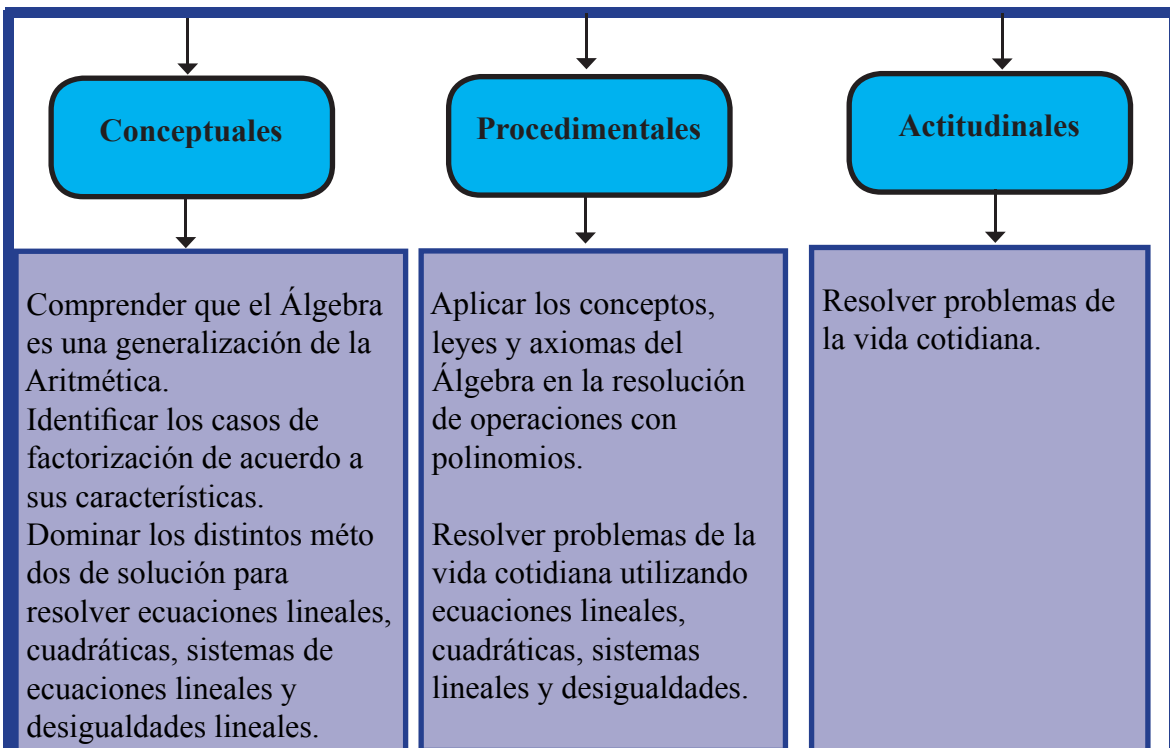 Conceptuales
Procedimentales
Actitudinales
Comprender que el Álgebra
es una generalización de la
Aritmética.
Identificar los casos de
factorización de acuerdo a
sus características.
Dominar los distintos méto
dos de solución para
resolver ecuaciones lineales,
cuadráticas, sistemas de
ecuaciones lineales y
desigualdades lineales.
Aplicar los conceptos,
leyes y axiomas del
Álgebra en la resolución
de operaciones con
polinomios.
Resolver problemas de la
vida cotidiana utilizando
ecuaciones lineales,
cuadráticas, sistemas
lineales y desigualdades.
Resolver problemas de
la vida cotidiana.